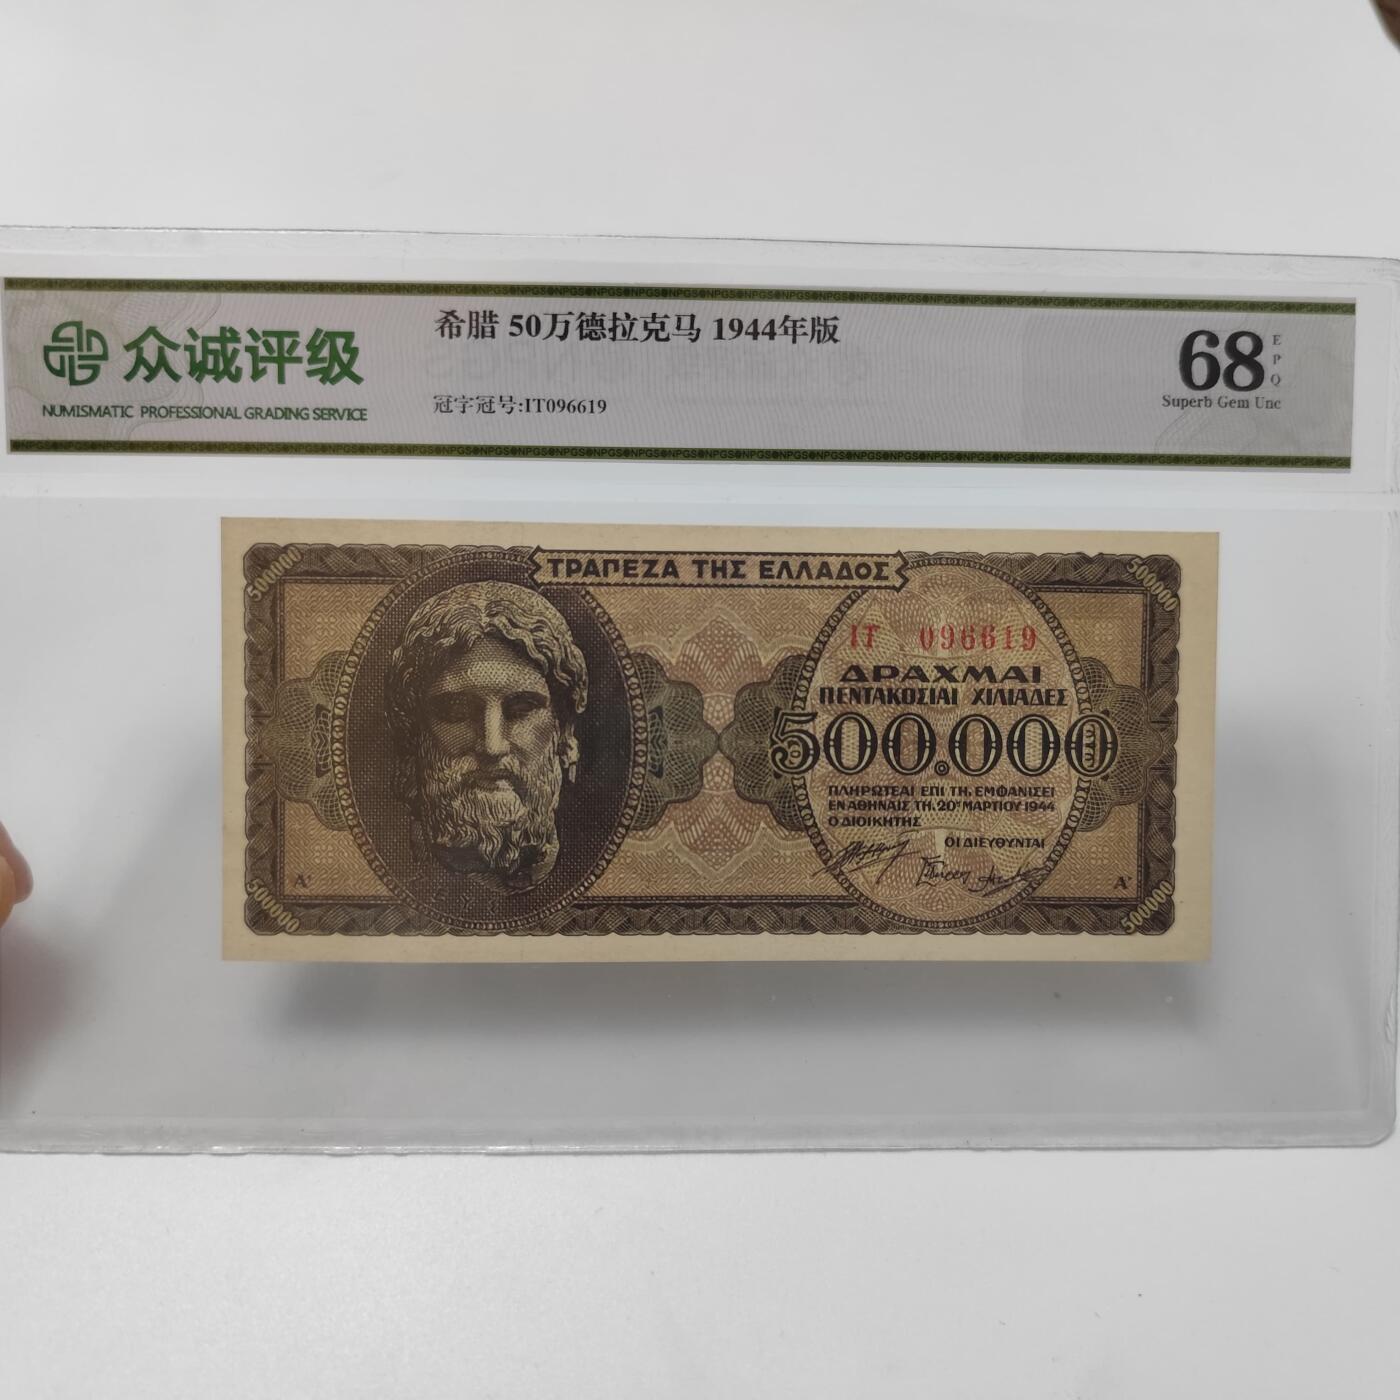 众诚评级
NUMISMATIC PROFESSIONAL GRADING SERVICE
希腊 50万德拉克马 1944年版
冠字冠号:IT096619
68
EPQ
Superb Gem Unc
500000
500000
ΤΡΑΠΕΖΑ ΤΗΣ ΕΛΛΑΔΟΣ
IT 096619
ΔΡΑΧΜΑΙ
ΠΕΝΤΑΚΟΣΙΑΙ ΧΙΛΙΑΔΕΣ
500.000
ΠΛΗΡΩΤΕΑΙ ΕΠΙ ΤΗ, ΕΜΦΑΝΙΣΕΙ
ΕΝ ΑΘΗΝΑΙΣ ΤΗ, 20ῌ ΜΑΡΤΙΟΥ 1944
Ο ΔΙΟΙΚΗΤΗΣ
ΟΙ ΔΙΕΥΘΥΝΤΑΙ
ΖΕΥΣ
Α'
Α'
500000
500000